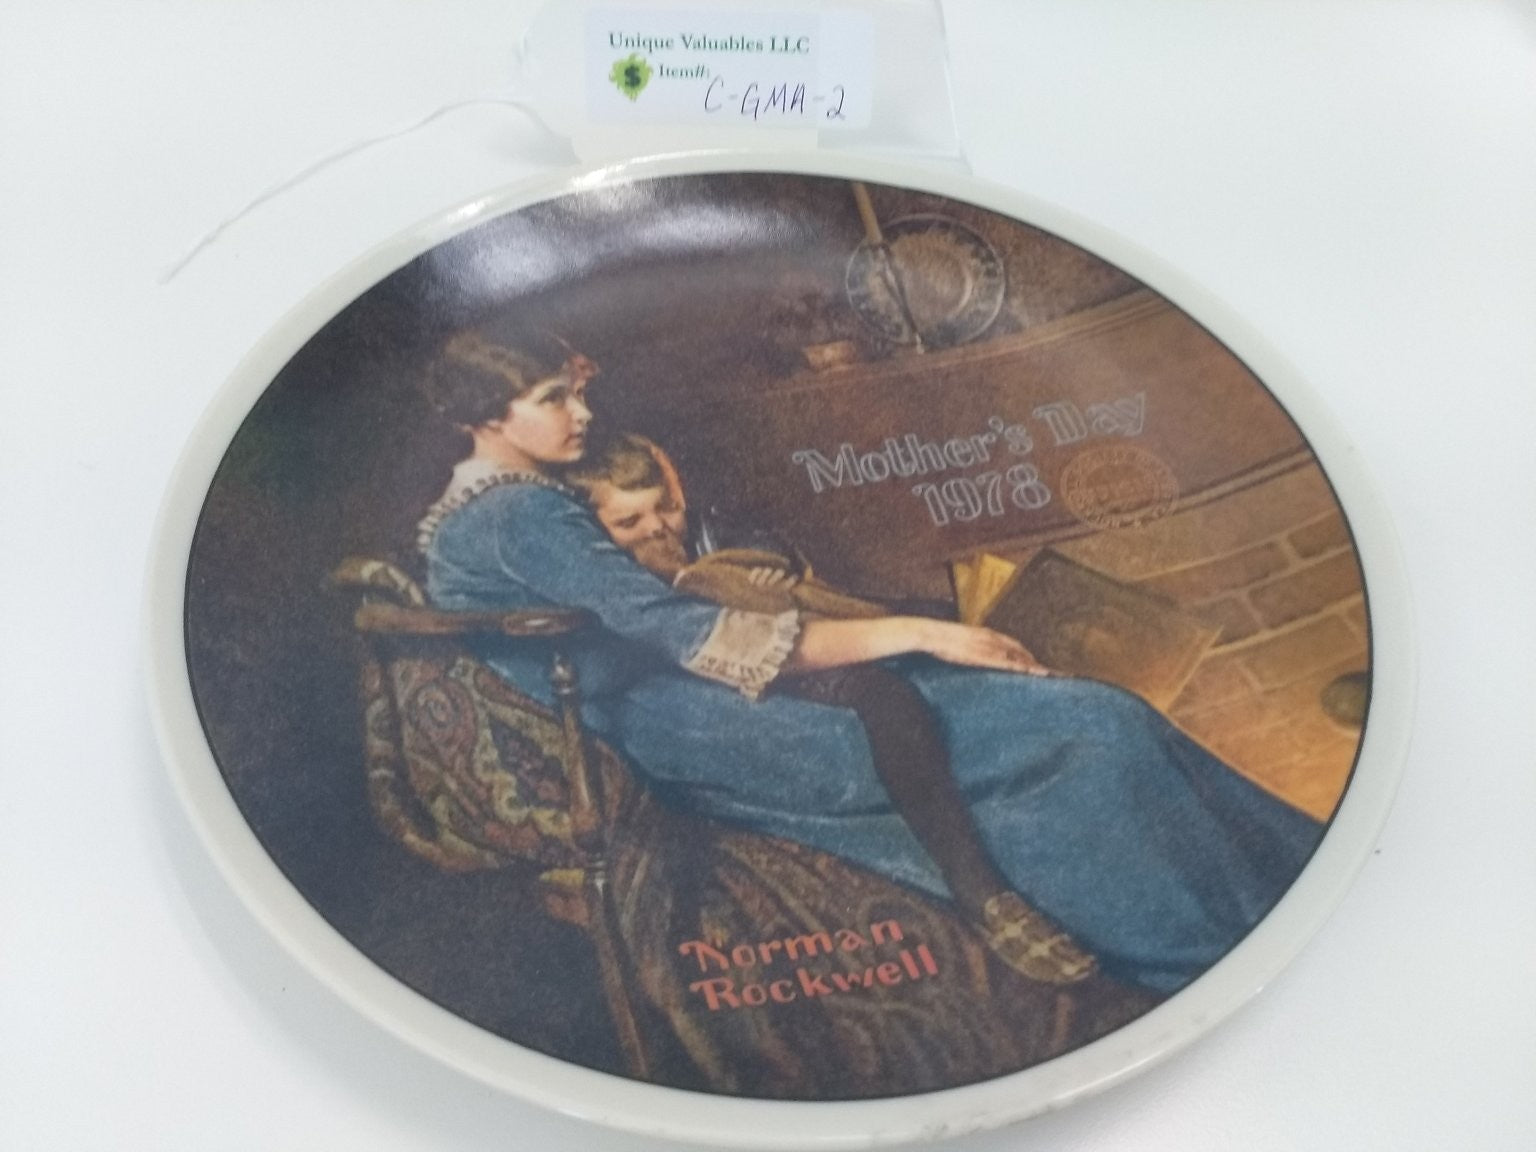 Unique Valuables LLC
$ Item#:
C-GMA-2
Mother's Day
1978
Norman
Rockwell